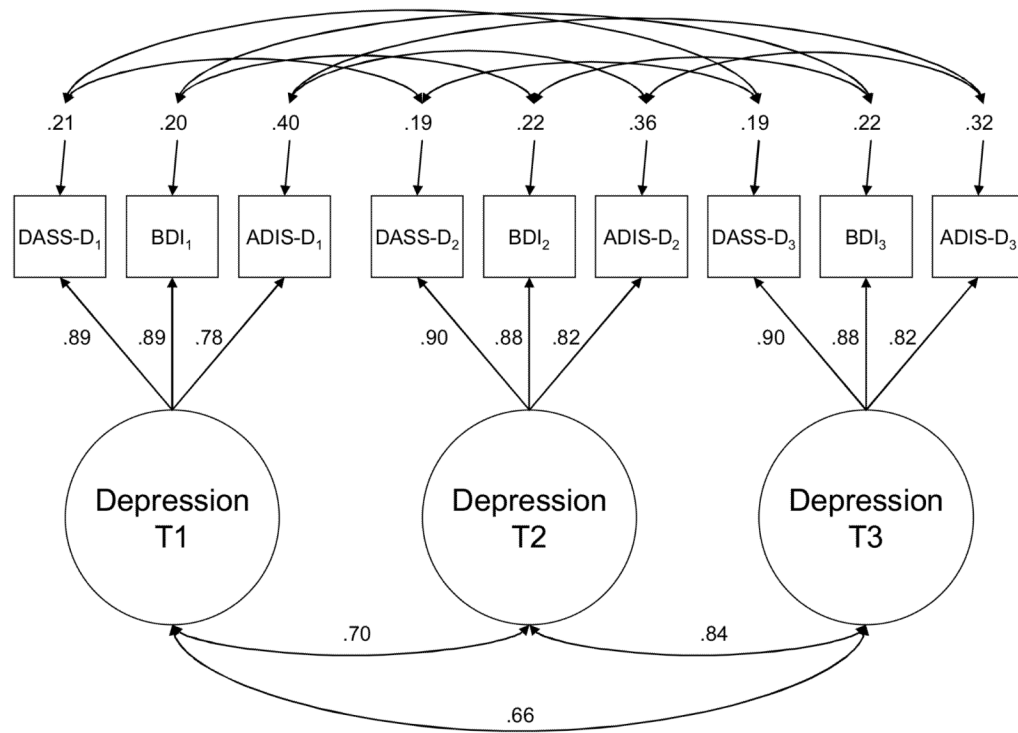 .21 .20 .40 .19 .22 .36 .19 .22 .32
DASS-D₁ BDI₁ ADIS-D₁ DASS-D₂ BDI₂ ADIS-D₂ DASS-D₃ BDI₃ ADIS-D₃
.89 .89 .78 .90 .88 .82 .90 .88 .82
Depression Depression Depression
T1 T2 T3
.70 .84
.66